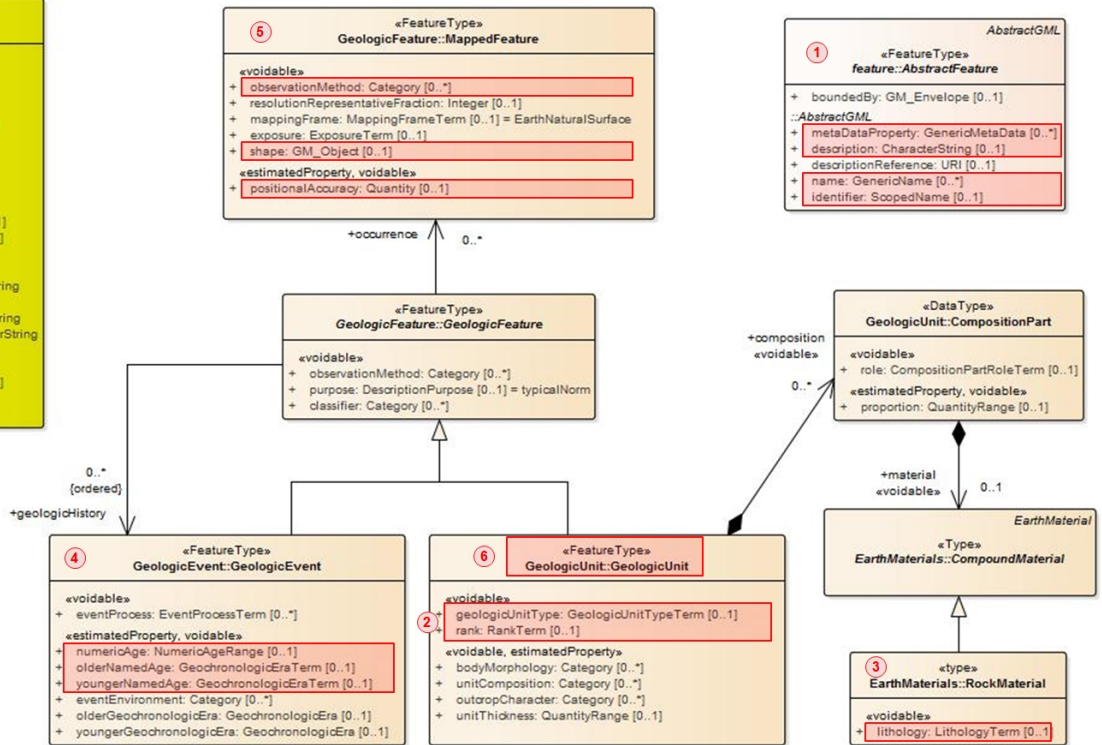 ]
]
ing
ring
rString
]
5
«FeatureType»
GeologicFeature::MappedFeature
«voidable»
+ observationMethod: Category [0..*]
+ resolutionRepresentativeFraction: Integer [0..1]
+ mappingFrame: MappingFrameTerm [0..1] = EarthNaturalSurface
+ exposure: ExposureTerm [0..1]
+ shape: GM_Object [0..1]
«estimatedProperty, voidable»
+ positionalAccuracy: Quantity [0..1]
AbstractGML
1
«FeatureType»
feature::AbstractFeature
+ boundedBy: GM_Envelope [0..1]
::AbstractGML
+ metaDataProperty: GenericMetaData [0..*]
+ description: CharacterString [0..1]
+ descriptionReference: URI [0..1]
+ name: GenericName [0..*]
+ identifier: ScopedName [0..1]
+occurrence
0..*
«FeatureType»
GeologicFeature::GeologicFeature
«voidable»
+ observationMethod: Category [0..*]
+ purpose: DescriptionPurpose [0..1] = typicalNorm
+ classifier: Category [0..*]
+composition
«voidable»
0..*
«DataType»
GeologicUnit::CompositionPart
«voidable»
+ role: CompositionPartRoleTerm [0..1]
«estimatedProperty, voidable»
+ proportion: QuantityRange [0..1]
0..*
{ordered}
+geologicHistory
+material
«voidable»
0..1
EarthMaterial
«Type»
EarthMaterials::CompoundMaterial
4
«FeatureType»
GeologicEvent::GeologicEvent
«voidable»
+ eventProcess: EventProcessTerm [0..*]
«estimatedProperty, voidable»
+ numericAge: NumericAgeRange [0..1]
+ olderNamedAge: GeochronologicEraTerm [0..1]
+ youngerNamedAge: GeochronologicEraTerm [0..1]
+ eventEnvironment: Category [0..*]
+ olderGeochronologicEra: GeochronologicEra [0..1]
+ youngerGeochronologicEra: GeochronologicEra [0..1]
6
«FeatureType»
GeologicUnit::GeologicUnit
«voidable»
2
+ geologicUnitType: GeologicUnitTypeTerm [0..1]
+ rank: RankTerm [0..1]
«voidable, estimatedProperty»
+ bodyMorphology: Category [0..*]
+ unitComposition: Category [0..*]
+ outcropCharacter: Category [0..*]
+ unitThickness: QuantityRange [0..1]
3
«type»
EarthMaterials::RockMaterial
«voidable»
+ lithology: LithologyTerm [0..1]